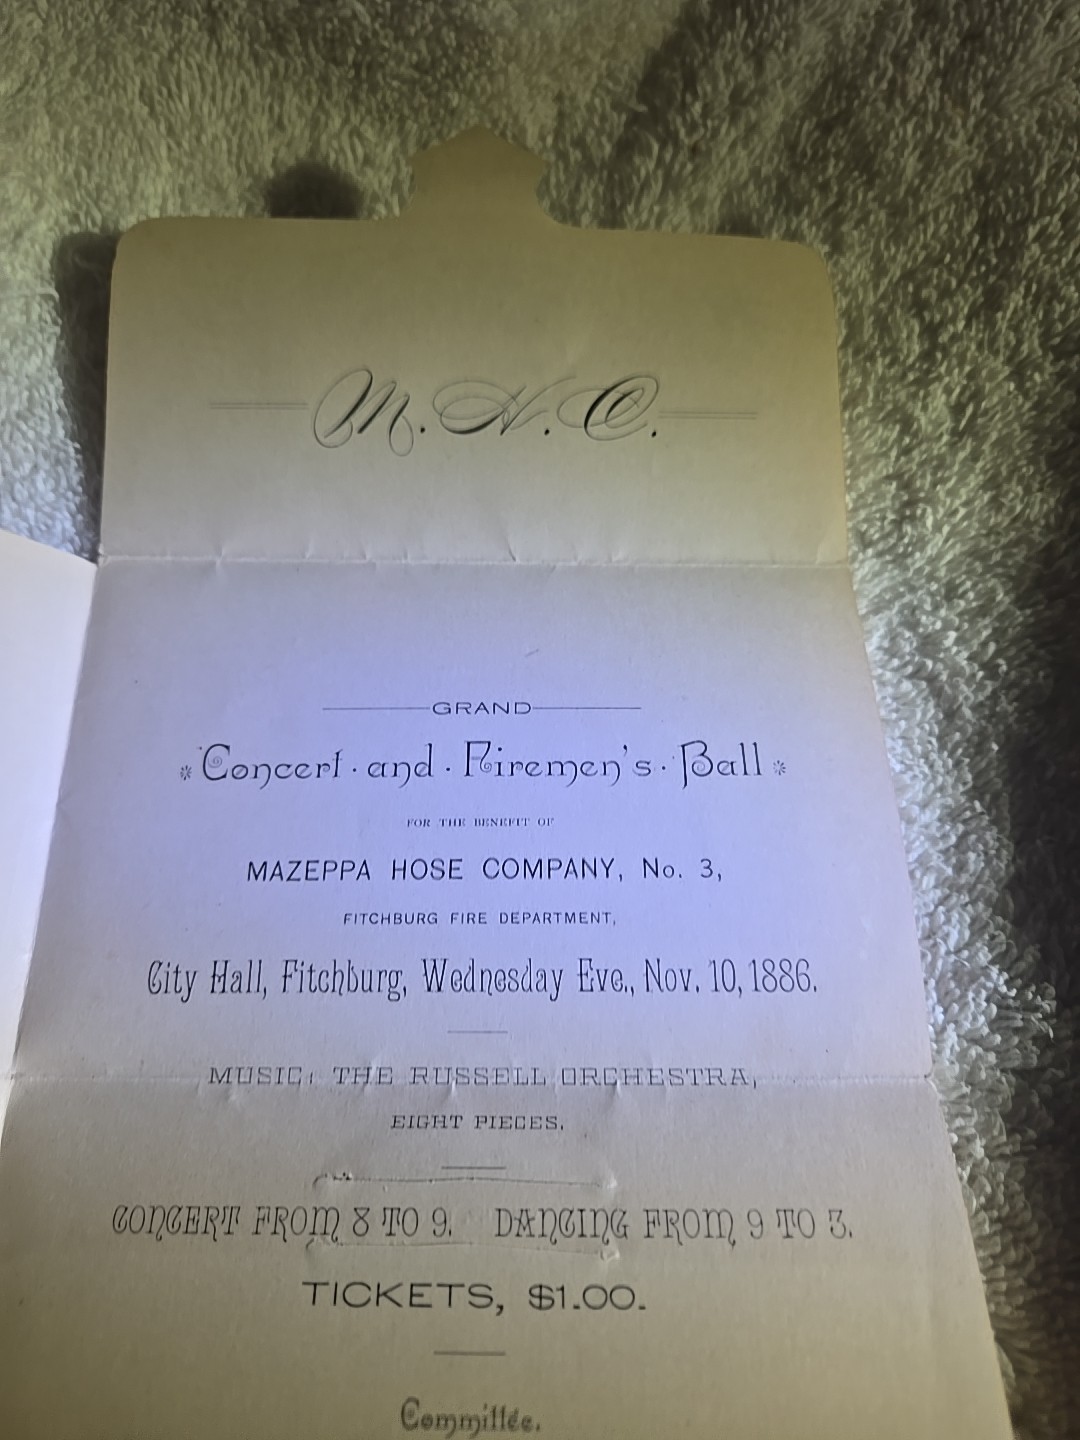 M. H. C.
GRAND
Concert · and · Firemen's · Ball
FOR THE BENEFIT OF
MAZEPPA HOSE COMPANY, No. 3,
FITCHBURG FIRE DEPARTMENT,
City Hall, Fitchburg, Wednesday Eve., Nov. 10, 1886.
MUSIC: THE RUSSELL ORCHESTRA,
EIGHT PIECES.
CONCERT FROM 8 TO 9. DANCING FROM 9 TO 3.
TICKETS, $1.00.
Committee.